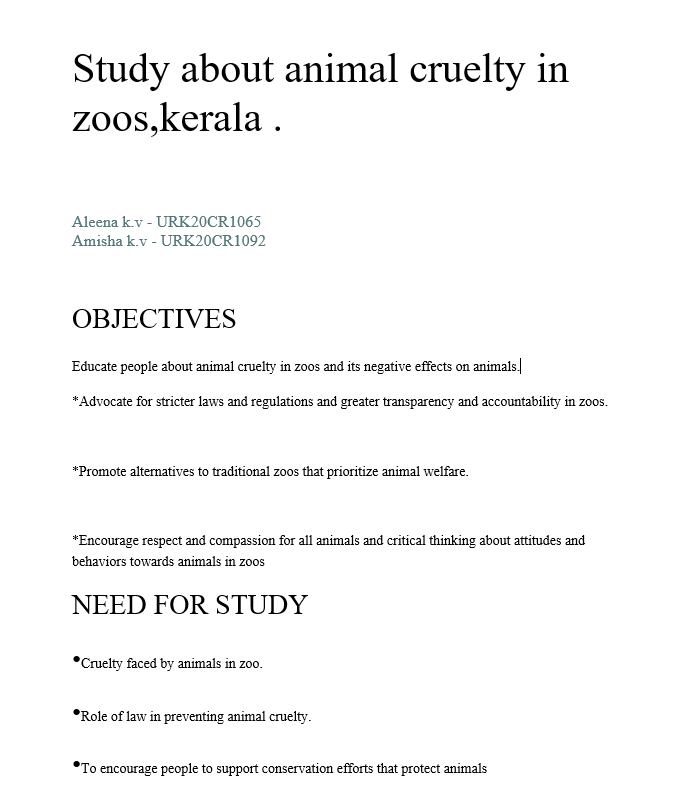 Study about animal cruelty in
zoos,kerala .
Aleena k.v - URK20CR1065
Amisha k.v - URK20CR1092
OBJECTIVES
Educate people about animal cruelty in zoos and its negative effects on animals.
*Advocate for stricter laws and regulations and greater transparency and accountability in zoos.
*Promote alternatives to traditional zoos that prioritize animal welfare.
*Encourage respect and compassion for all animals and critical thinking about attitudes and
behaviors towards animals in zoos
NEED FOR STUDY
•Cruelty faced by animals in zoo.
•Role of law in preventing animal cruelty.
•To encourage people to support conservation efforts that protect animals